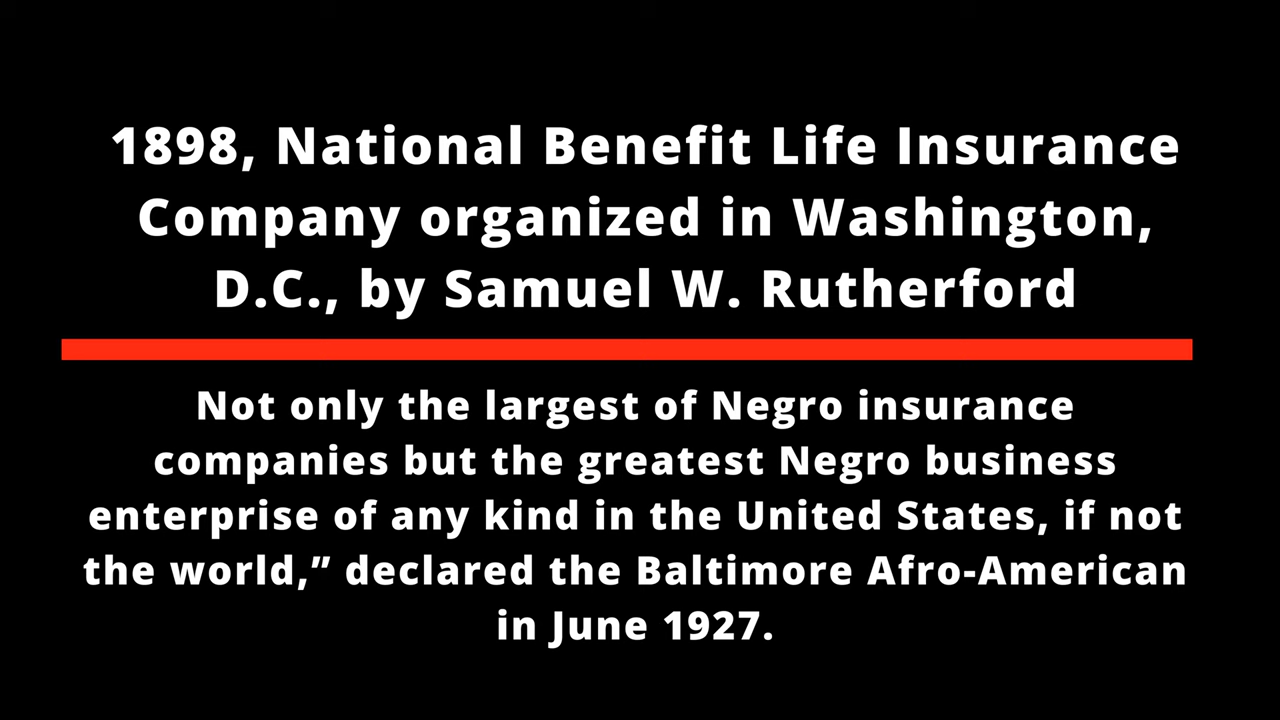 1898, National Benefit Life Insurance
Company organized in Washington,
D.C., by Samuel W. Rutherford
Not only the largest of Negro insurance
companies but the greatest Negro business
enterprise of any kind in the United States, if not
the world,” declared the Baltimore Afro-American
in June 1927.